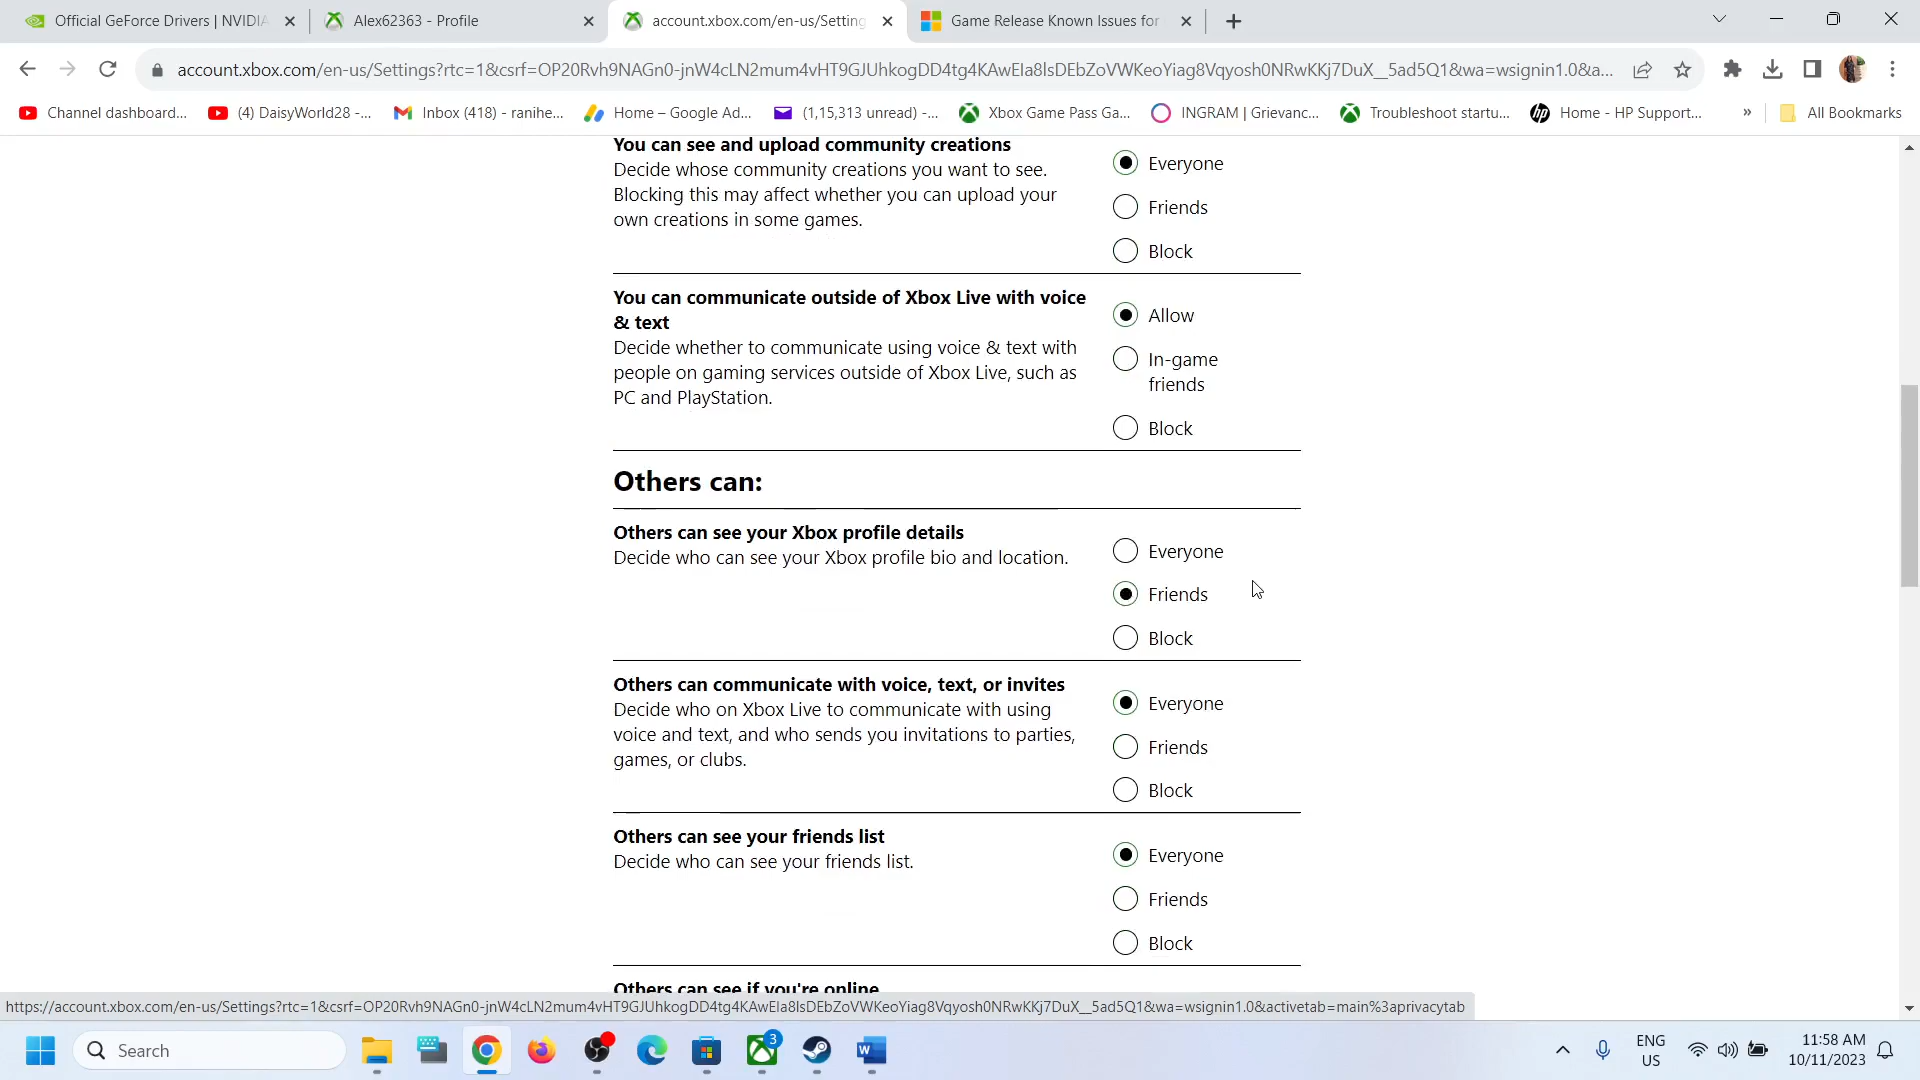 Official GeForce Drivers | NVIDIA
Alex62363 - Profile
account.xbox.com/en-us/Setting
Game Release Known Issues for
account.xbox.com/en-us/Settings?rtc=1&csrf=OP20Rvh9NAGn0-jnW4cLN2mum4vHT9GJUhkogDD4tg4KAwEIa8lsDEbZoVWKeoYiag8Vqyosh0NRwKKj7DuX__5ad5Q1&wa=wsignin1.0&a...
Channel dashboard...
(4) DaisyWorld28 -...
Inbox (418) - ranihe...
Home – Google Ad...
(1,15,313 unread) -...
Xbox Game Pass Ga...
INGRAM | Grievanc...
Troubleshoot startu...
Home - HP Support...
»
All Bookmarks
You can see and upload community creations
Decide whose community creations you want to see.
Blocking this may affect whether you can upload your
own creations in some games.
Everyone
Friends
Block
You can communicate outside of Xbox Live with voice
& text
Decide whether to communicate using voice & text with
people on gaming services outside of Xbox Live, such as
PC and PlayStation.
Allow
In-game
friends
Block
Others can:
Others can see your Xbox profile details
Decide who can see your Xbox profile bio and location.
Everyone
Friends
Block
Others can communicate with voice, text, or invites
Decide who on Xbox Live to communicate with using
voice and text, and who sends you invitations to parties,
games, or clubs.
Everyone
Friends
Block
Others can see your friends list
Decide who can see your friends list.
Everyone
Friends
Block
Others can see if you're online
https://account.xbox.com/en-us/Settings?rtc=1&csrf=OP20Rvh9NAGn0-jnW4cLN2mum4vHT9GJUhkogDD4tg4KAwEIa8lsDEbZoVWKeoYiag8Vqyosh0NRwKKj7DuX__5ad5Q1&wa=wsignin1.0&activetab=main%3aprivacytab
Search
3
ENG
US
11:58 AM
10/11/2023